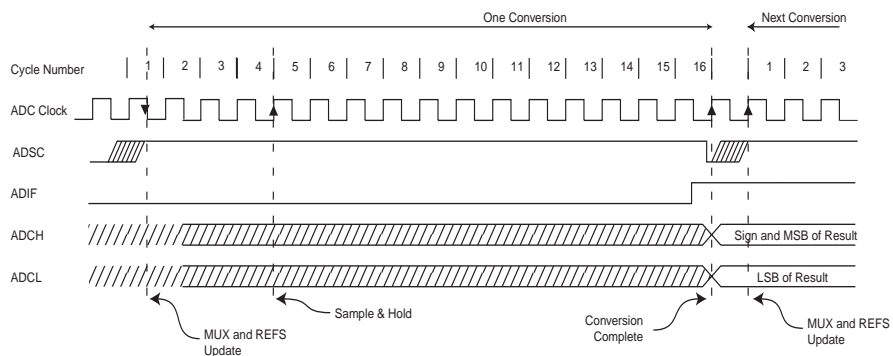 One Conversion
Next Conversion
Cycle Number 1 2 3 4 5 6 7 8 9 10 11 12 13 14 15 16 1 2 3
ADC Clock
ADSC
ADIF
ADCH
Sign and MSB of Result
ADCL
LSB of Result
MUX and REFS
Update
Sample & Hold
Conversion
Complete
MUX and REFS
Update